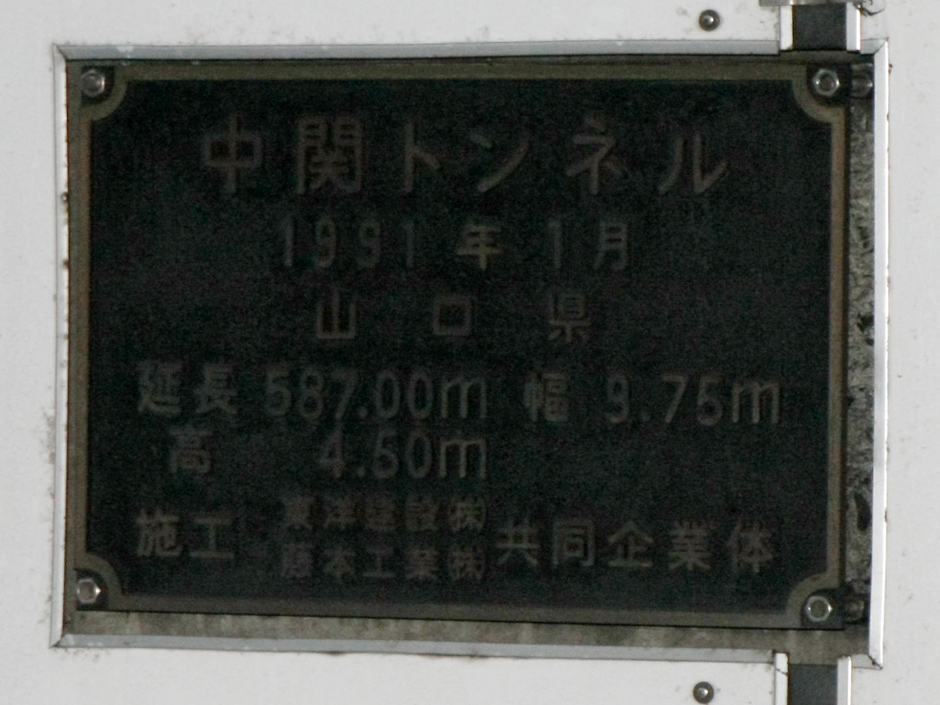 中関トンネル
1991年1月
山口県
延長 587.00m 幅 9.75m
高 4.50m
施工 東洋建設(株) 共同企業体
藤本工業(株)